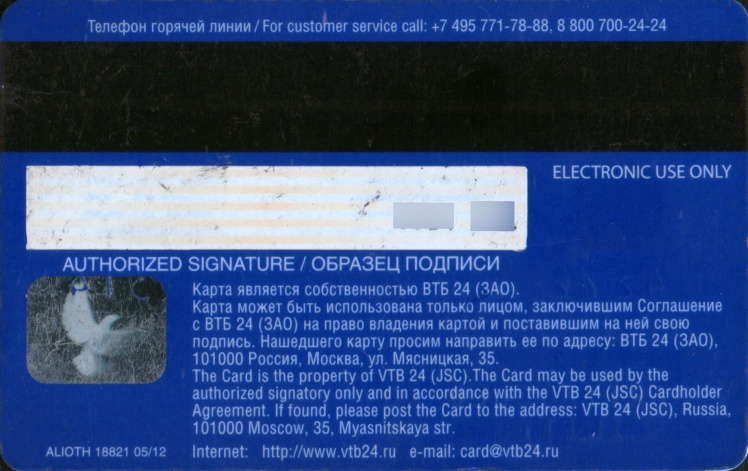 Телефон горячей линии / For customer service call: +7 495 771-78-88, 8 800 700-24-24
ELECTRONIC USE ONLY
AUTHORIZED SIGNATURE / ОБРАЗЕЦ ПОДПИСИ
Карта является собственностью ВТБ 24 (ЗАО).
Карта может быть использована только лицом, заключившим Соглашение
с ВТБ 24 (ЗАО) на право владения картой и поставившим на ней свою
подпись. Нашедшего карту просим направить ее по адресу: ВТБ 24 (ЗАО),
101000 Россия, Москва, ул. Мясницкая, 35.
The Card is the property of VTB 24 (JSC).The Card may be used by the
authorized signatory only and in accordance with the VTB 24 (JSC) Cardholder
Agreement. If found, please post the Card to the address: VTB 24 (JSC), Russia,
101000 Moscow, 35, Myasnitskaya str.
ALIOTH 18821 05/12
Internet: http://www.vtb24.ru e-mail: card@vtb24.ru